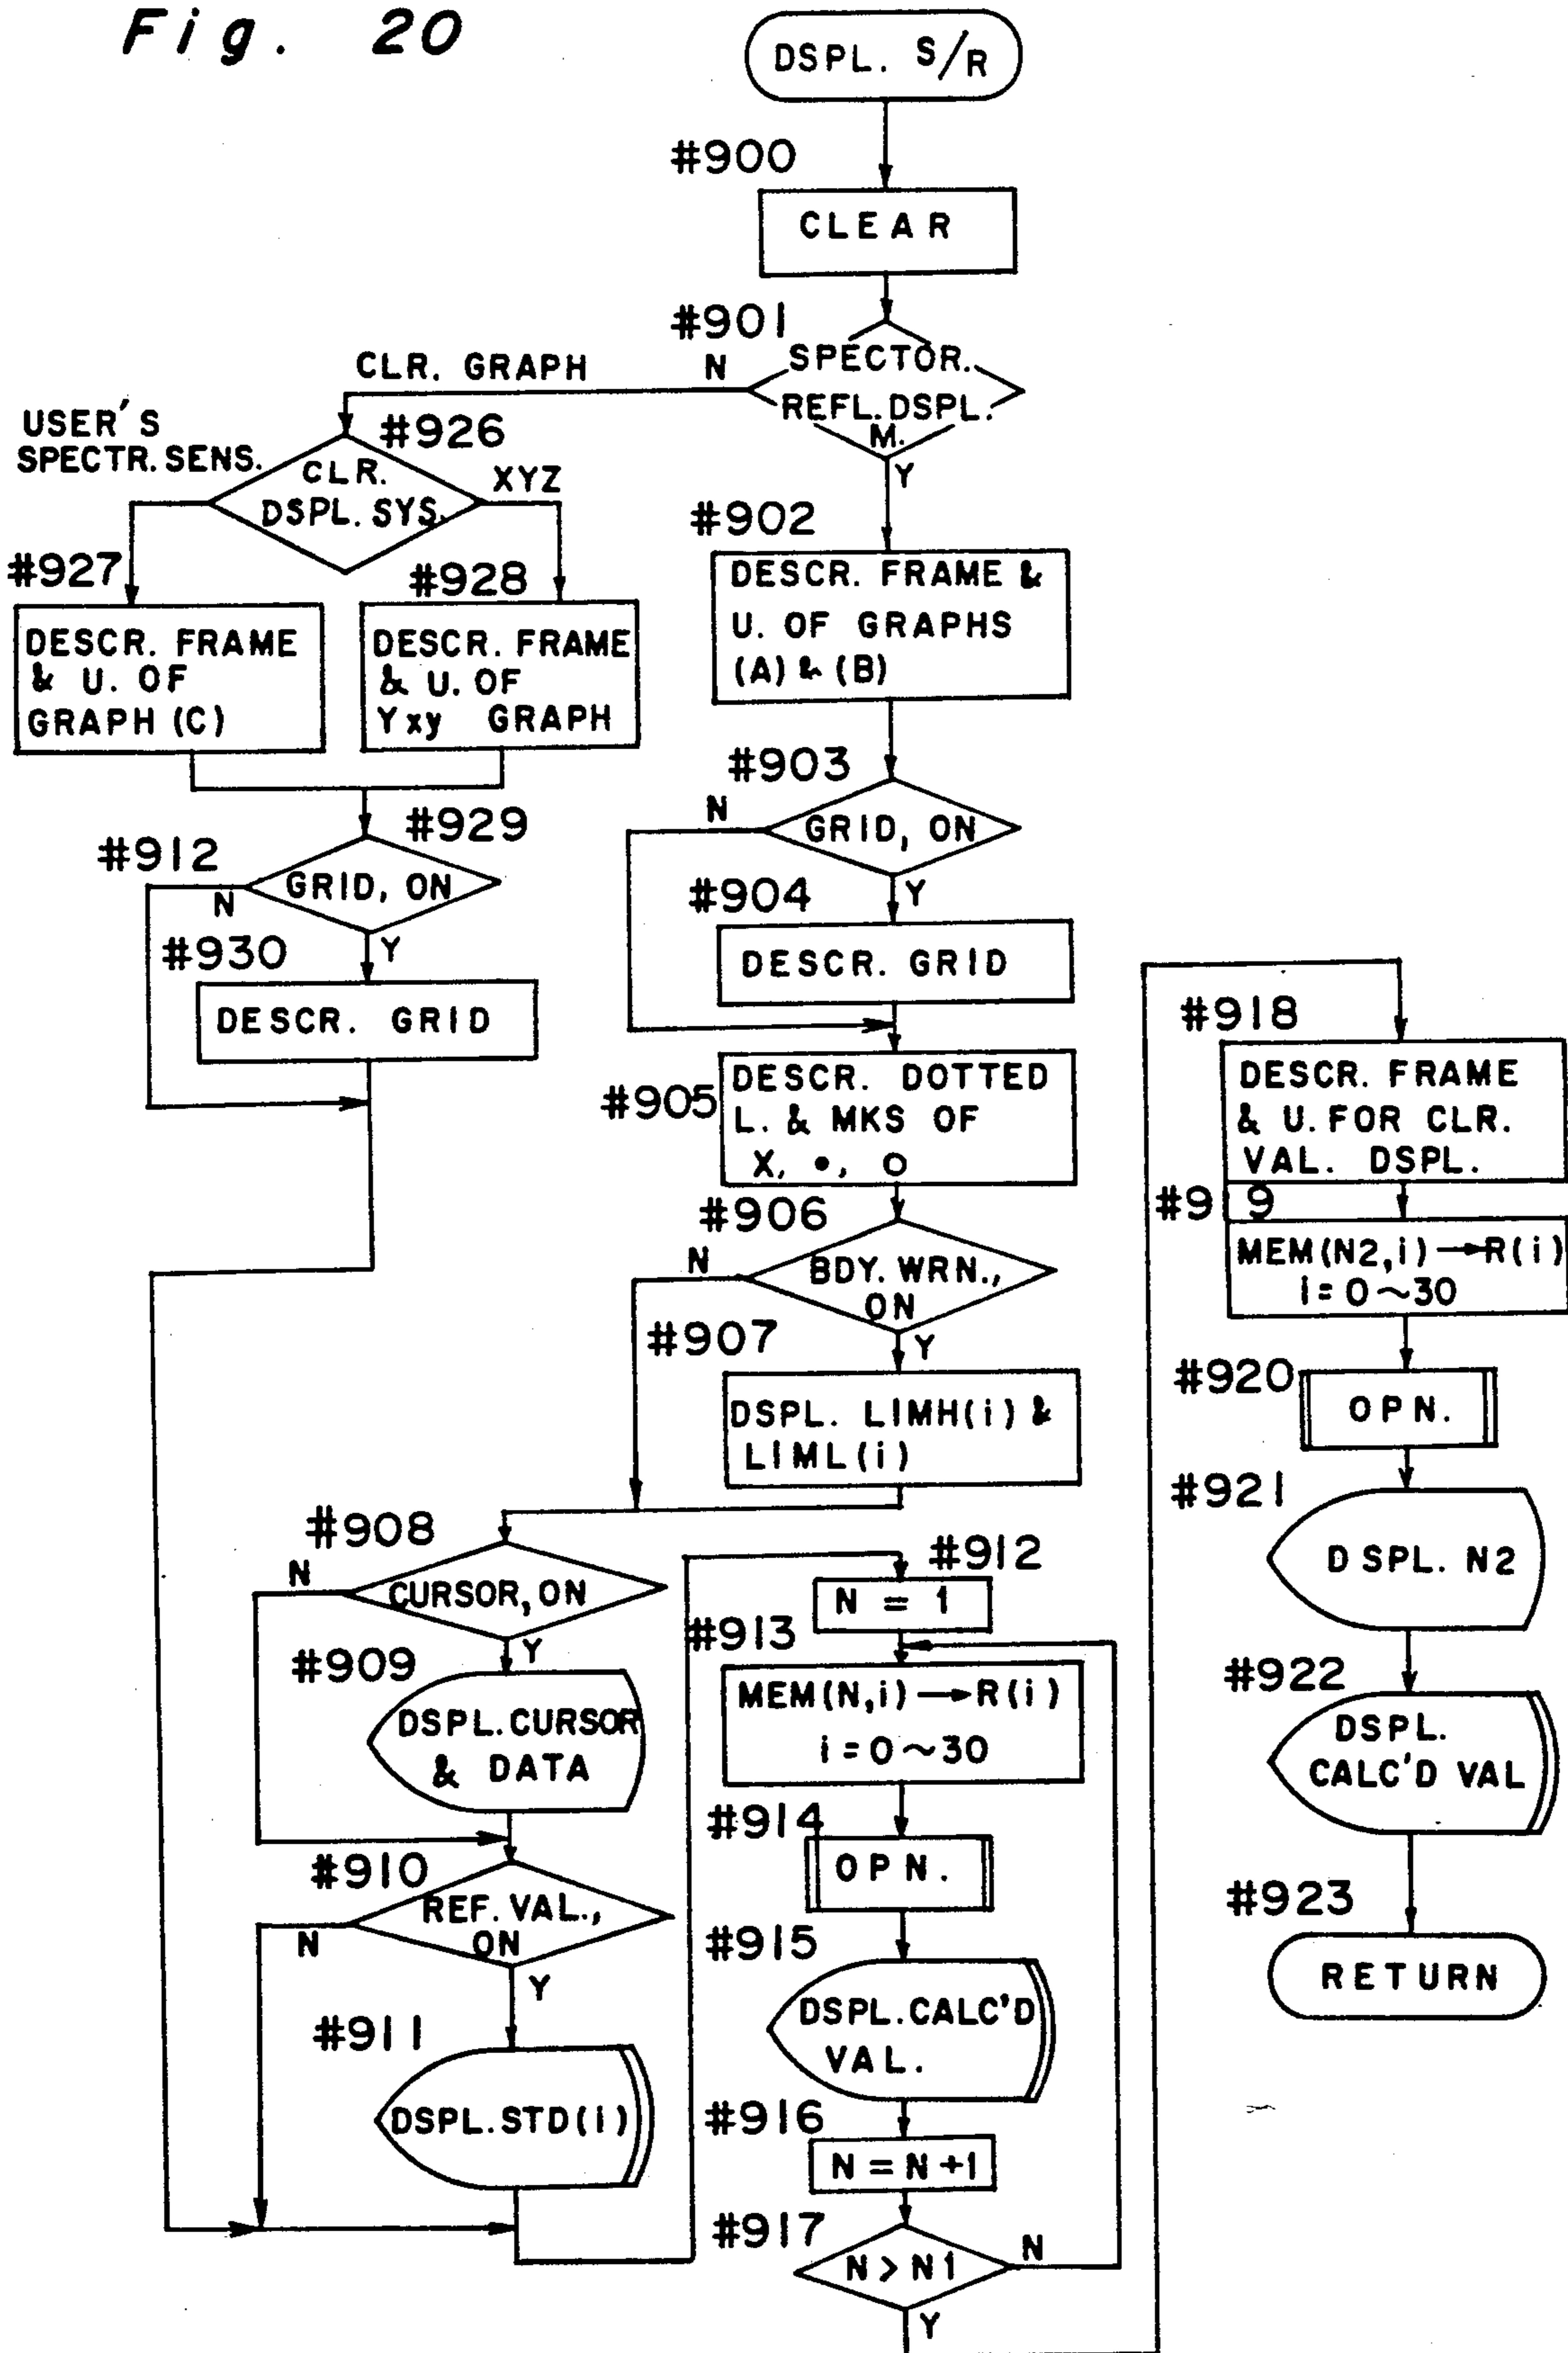 Fig. 20
DSPL. S/R
#900
CLEAR
#901
SPECTOR.
REFL.DSPL.
M.
N
CLR. GRAPH
Y
USER'S
SPECTR. SENS.
#926
CLR.
DSPL. SYS.
XYZ
#927
DESCR. FRAME
& U. OF
GRAPH (C)
#928
DESCR. FRAME
& U. OF
Yxy GRAPH
#929
#912
GRID, ON
N
Y
#930
DESCR. GRID
#902
DESCR. FRAME &
U. OF GRAPHS
(A) & (B)
#903
N
GRID, ON
Y
#904
DESCR. GRID
#905
DESCR. DOTTED
L. & MKS OF
X, •, O
#906
N
BDY. WRN.,
ON
Y
#907
DSPL. LIMH(i) &
LIML(i)
#908
N
CURSOR, ON
Y
#909
DSPL. CURSOR
& DATA
#910
REF. VAL.,
ON
N
Y
#911
DSPL. STD(i)
#912
N = 1
#913
MEM(N,i) → R(i)
i = 0 ~ 30
#914
OPN.
#915
DSPL. CALC'D
VAL.
#916
N = N +1
#917
N > N1
N
Y
#918
DESCR. FRAME
& U. FOR CLR.
VAL. DSPL.
#919
MEM(N2,i) → R(i)
i = 0 ~ 30
#920
OPN.
#921
DSPL. N2
#922
DSPL.
CALC'D VAL
#923
RETURN